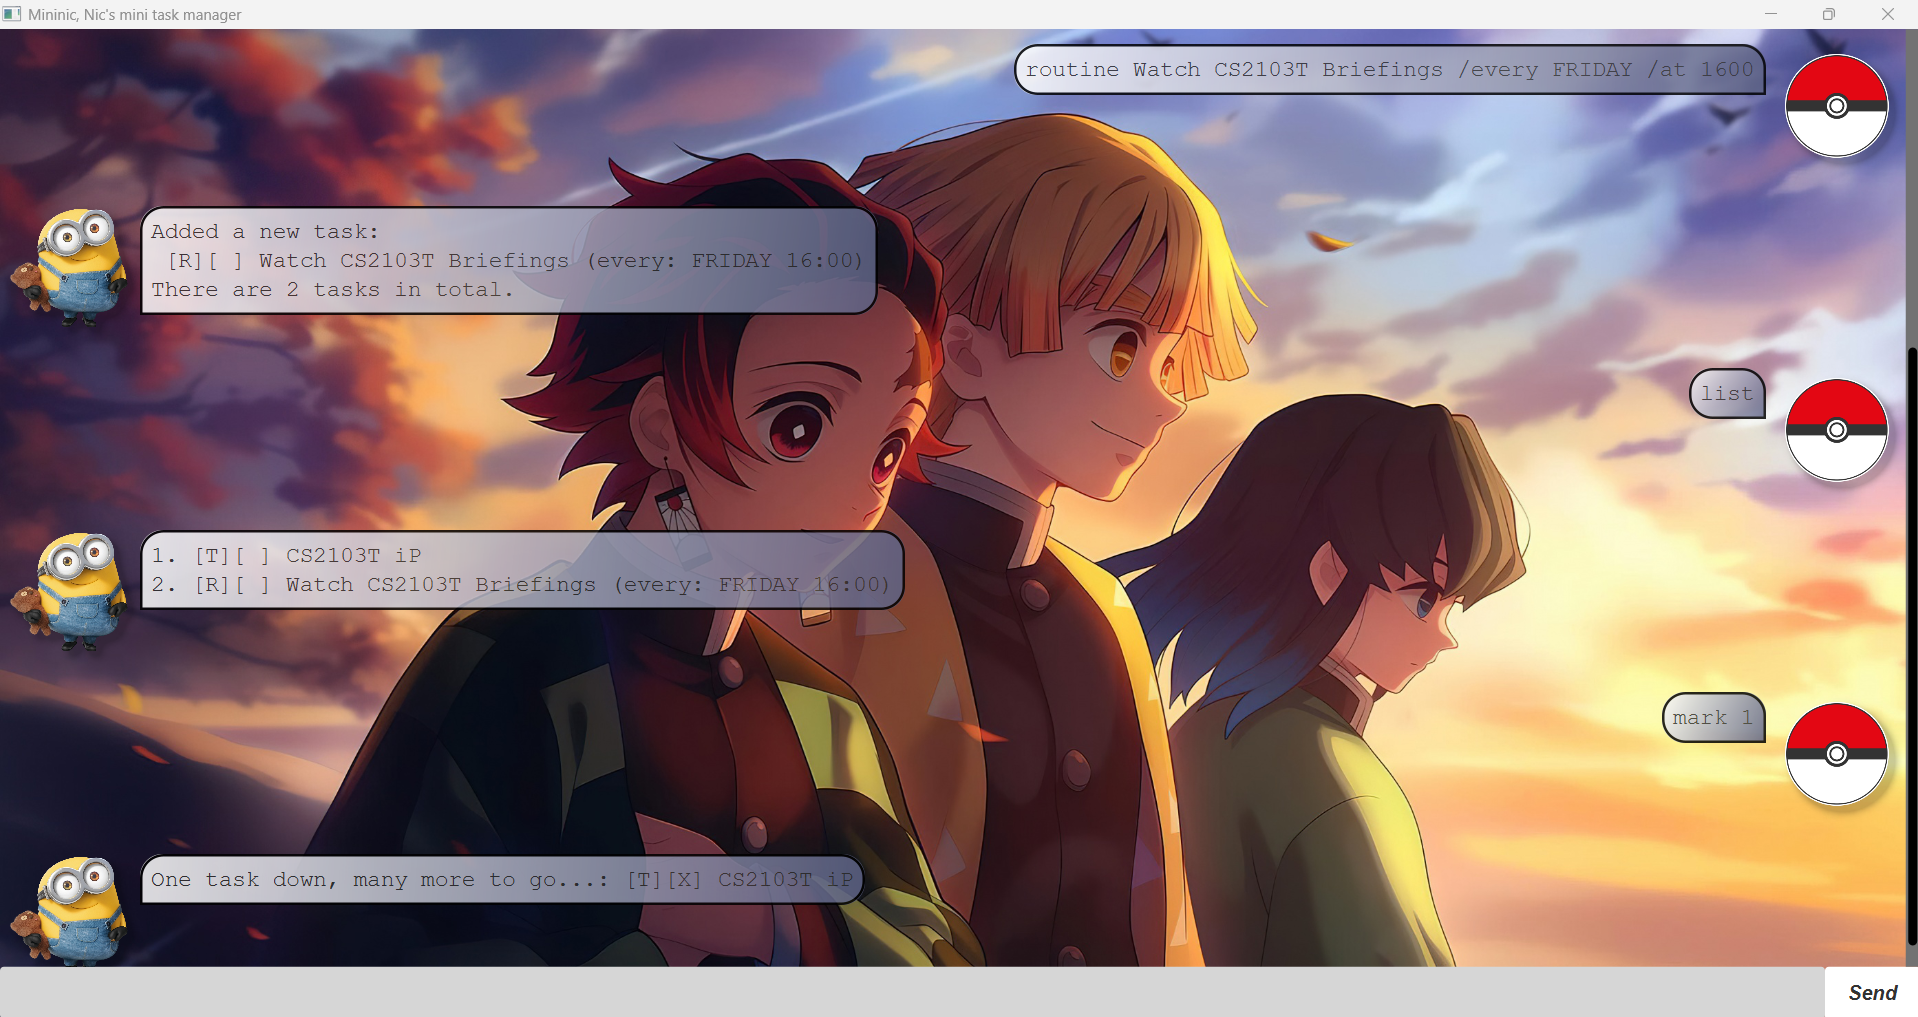 Mininic, Nic's mini task manager
routine Watch CS2103T Briefings /every FRIDAY /at 1600
Added a new task:
[R][ ] Watch CS2103T Briefings (every: FRIDAY 16:00)
There are 2 tasks in total.
list
1. [T][ ] CS2103T iP
2. [R][ ] Watch CS2103T Briefings (every: FRIDAY 16:00)
mark 1
One task down, many more to go...: [T][X] CS2103T iP
Send